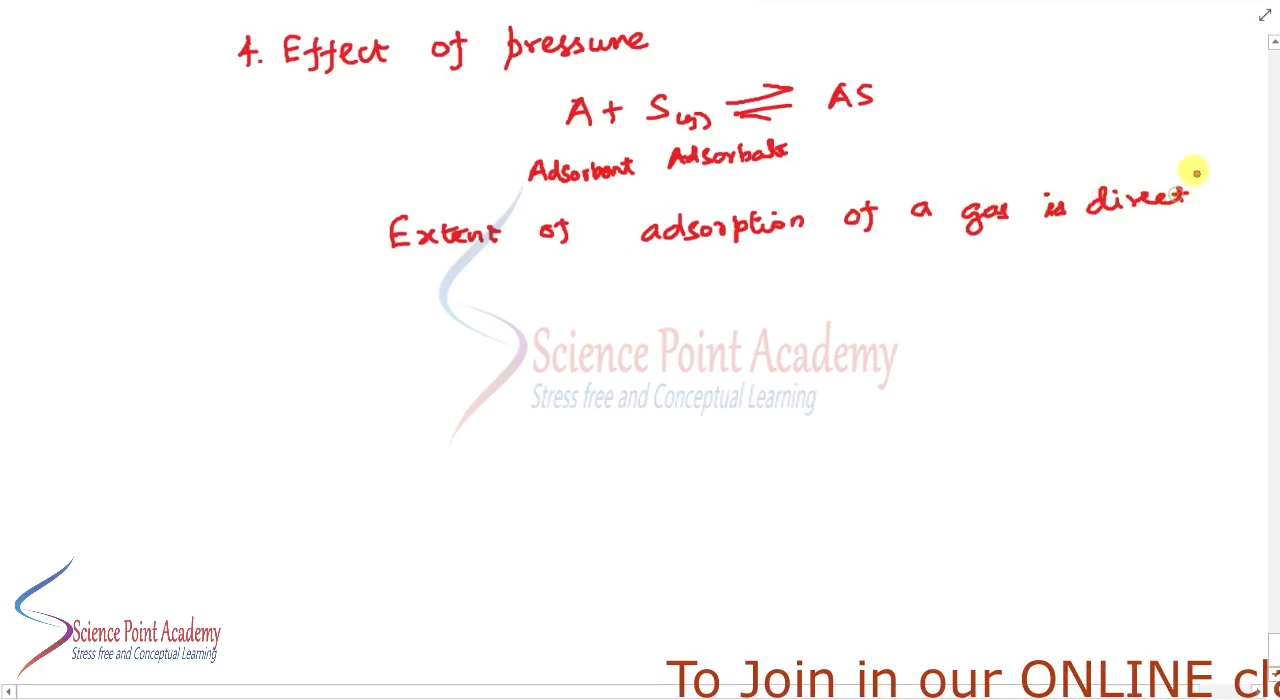 4. Effect of pressure
A + S(g) ⇌ AS
Adsorbent Adsorbate
Extent of adsorption of a gas is direct
Science Point Academy
Stress free and Conceptual Learning
Science Point Academy
Stress free and Conceptual Learning
To Join in our ONLINE cla